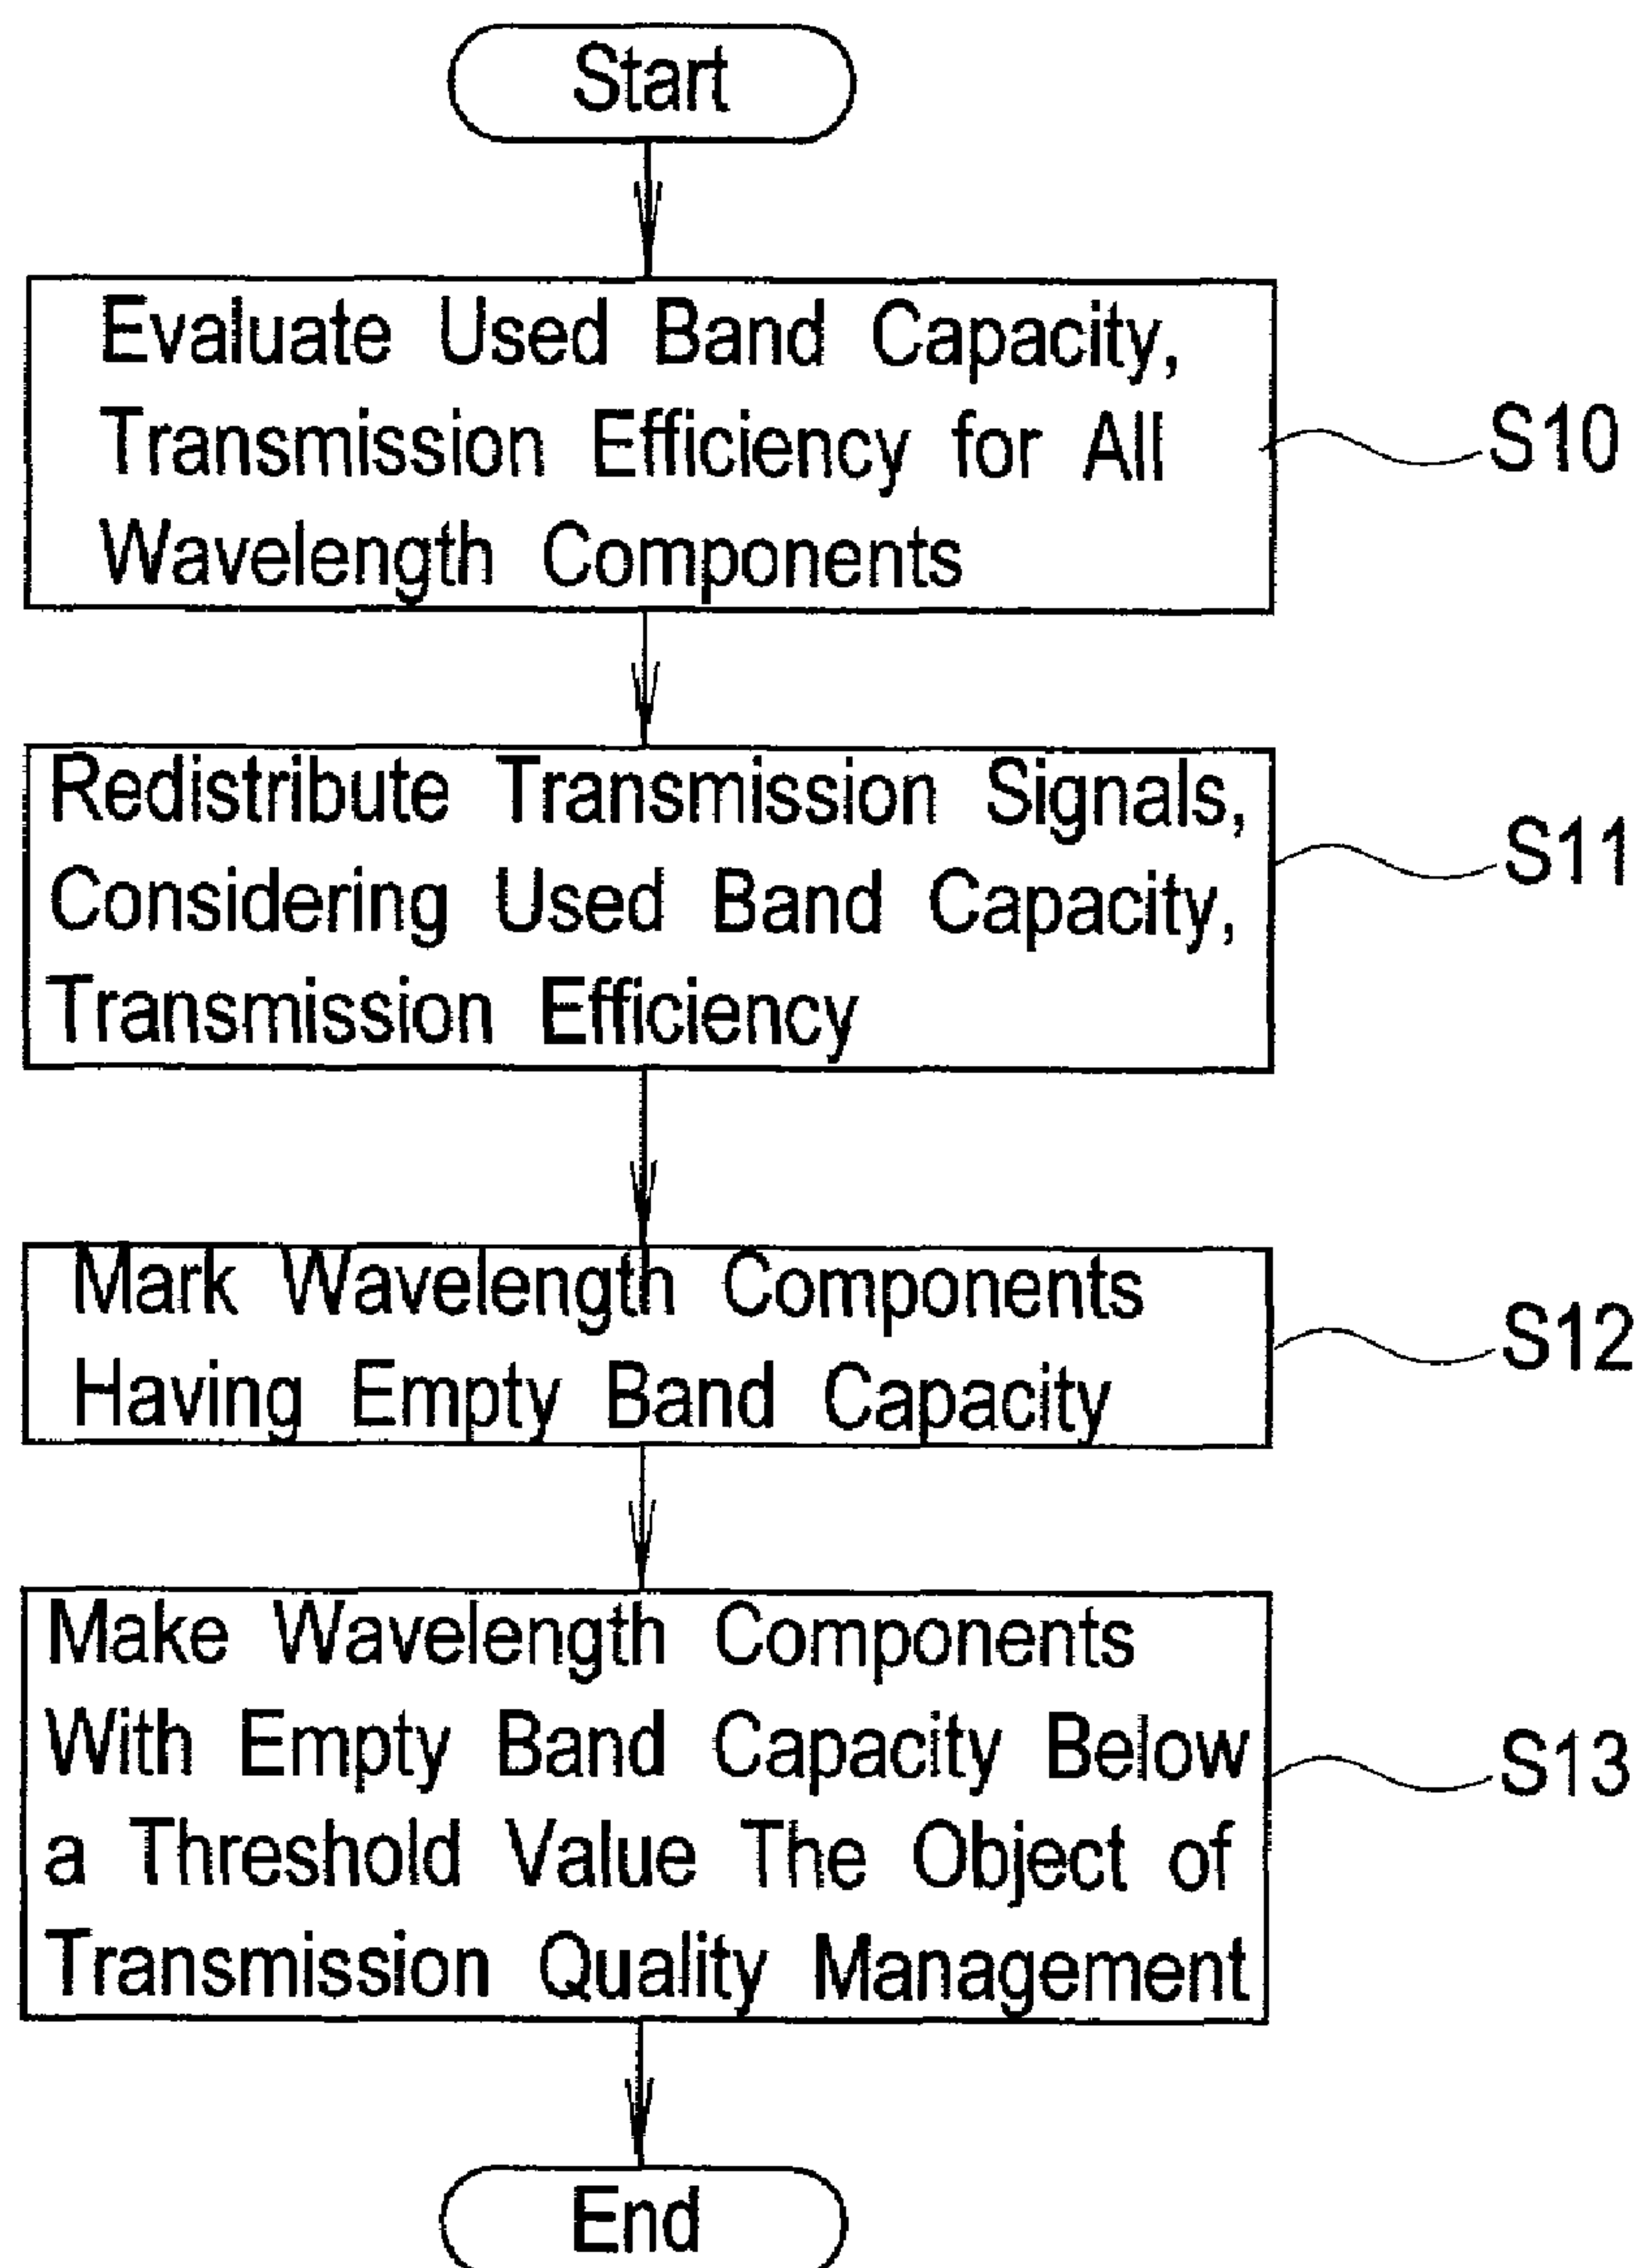 Start
Evaluate Used Band Capacity,
Transmission Efficiency for All
Wavelength Components
S10
Redistribute Transmission Signals,
Considering Used Band Capacity,
Transmission Efficiency
S11
Mark Wavelength Components
Having Empty Band Capacity
S12
Make Wavelength Components
With Empty Band Capacity Below
a Threshold Value The Object of
Transmission Quality Management
S13
End